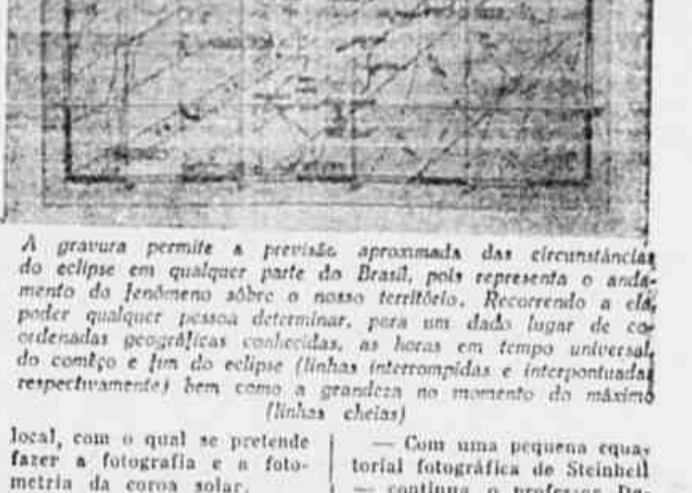 A gravura permite a previsão aproximada das circunstâncias
do eclipse em qualquer parte do Brasil, pois representa o anda-
mento do fenômeno sôbre o nosso território. Recorrendo a ela,
poder qualquer pessoa determinar, para um dado lugar de co-
ordenadas geográficas conhecidas, as horas em tempo universal,
do comêço e fim do eclipse (linhas interrompidas e interpontuadas
respectivamente) bem como a grandeza no momento do máximo
(linhas cheias)
local, com o qual se pretende
fazer a fotografia e a foto-
metria da coroa solar.
— Com uma pequena equa-
torial fotográfica de Steinheil
— continua o professor